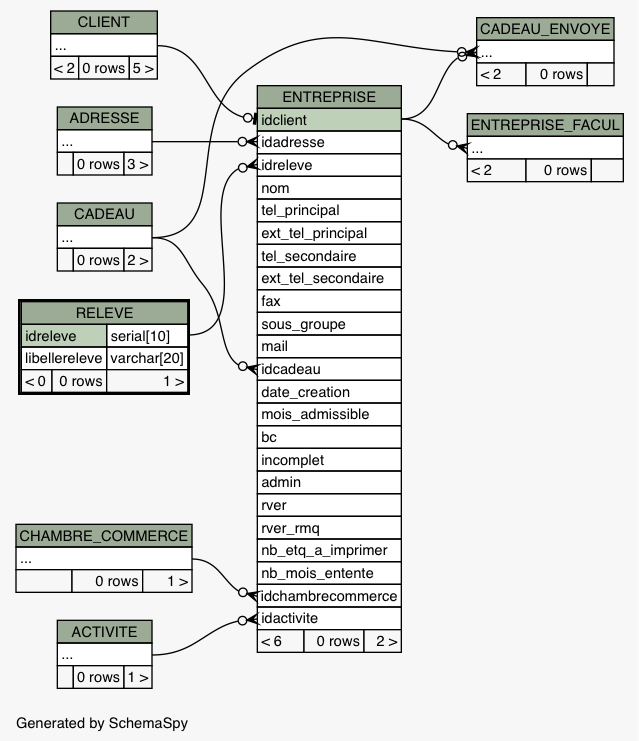 CLIENT
...
< 2 0 rows 5 >
ADRESSE
...
0 rows 3 >
CADEAU
...
0 rows 2 >
RELEVE
idreleve serial[10]
libellereleve varchar[20]
< 0 0 rows 1 >
CHAMBRE_COMMERCE
...
0 rows 1 >
ACTIVITE
...
0 rows 1 >
ENTREPRISE
idclient
idadresse
idreleve
nom
tel_principal
ext_tel_principal
tel_secondaire
ext_tel_secondaire
fax
sous_groupe
mail
idcadeau
date_creation
mois_admissible
bc
incomplet
admin
rver
rver_rmq
nb_etq_a_imprimer
nb_mois_entente
idchambrecommerce
idactivite
< 6 0 rows 2 >
CADEAU_ENVOYE
...
< 2 0 rows
ENTREPRISE_FACUL
...
< 2 0 rows
Generated by SchemaSpy